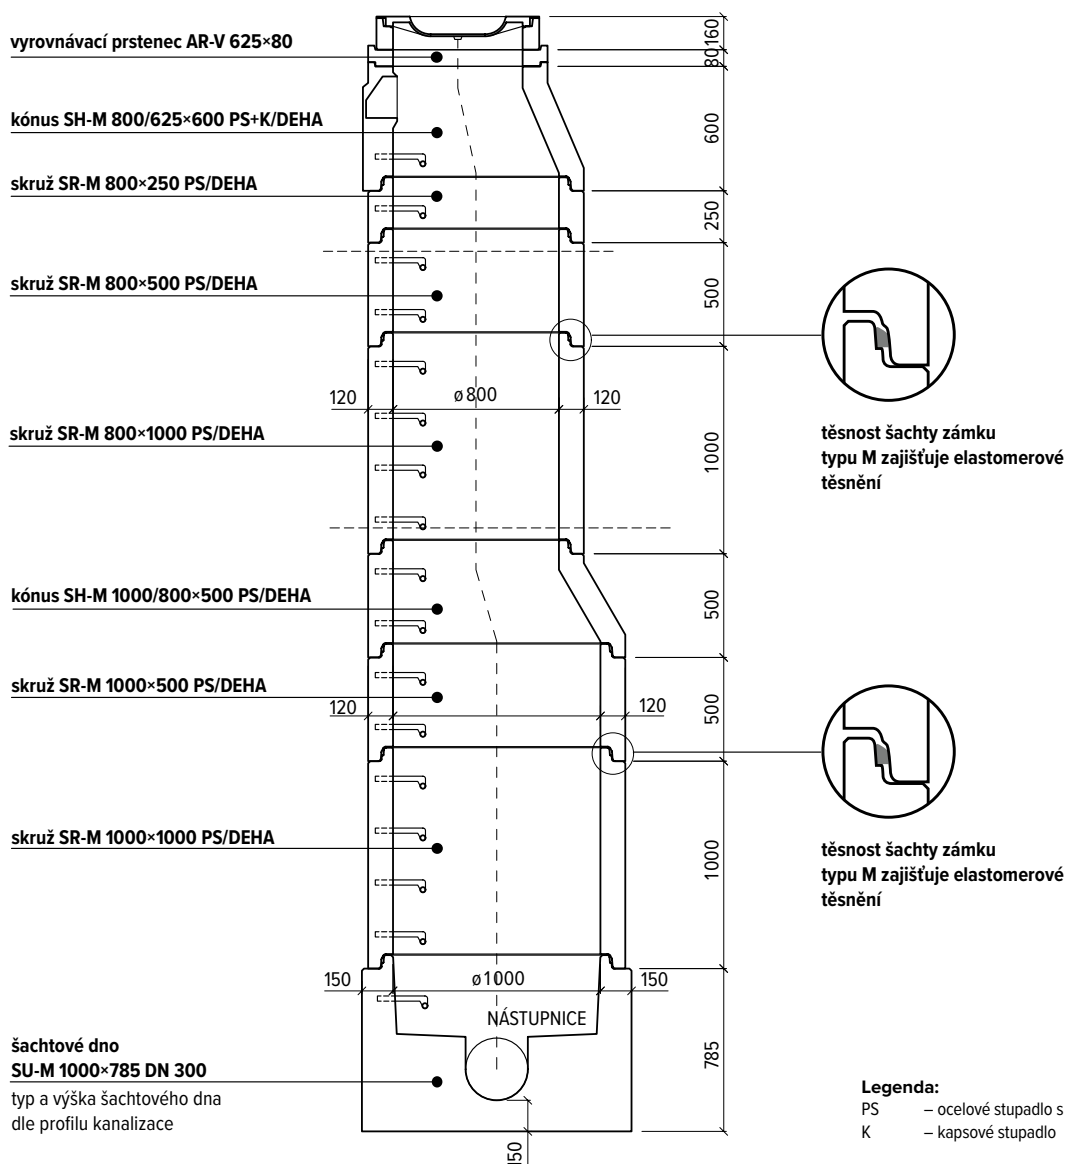 vyrovnávací prstenec AR-V 625×80
kónus SH-M 800/625×600 PS+K/DEHA
skruž SR-M 800×250 PS/DEHA
skruž SR-M 800×500 PS/DEHA
skruž SR-M 800×1000 PS/DEHA
kónus SH-M 1000/800×500 PS/DEHA
skruž SR-M 1000×500 PS/DEHA
skruž SR-M 1000×1000 PS/DEHA
šachtové dno
SU-M 1000×785 DN 300
typ a výška šachtového dna
dle profilu kanalizace
120
ø800
120
120
120
150
ø1000
150
NÁSTUPNICE
160
80
600
250
500
1000
500
500
1000
785
150
těsnost šachty zámku
typu M zajišťuje elastomerové
těsnění
těsnost šachty zámku
typu M zajišťuje elastomerové
těsnění
Legenda:
PS – ocelové stupadlo s
K – kapsové stupadlo